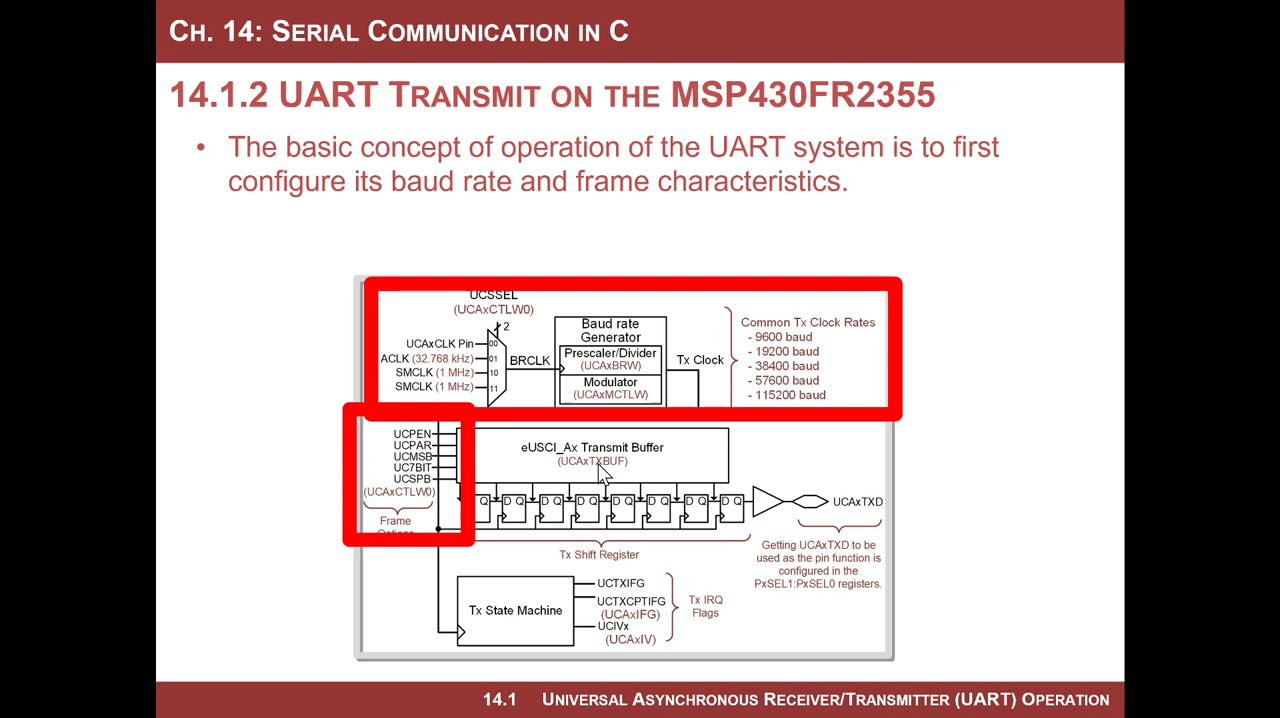 CH. 14: SERIAL COMMUNICATION IN C
14.1.2 UART TRANSMIT ON THE MSP430FR2355
• The basic concept of operation of the UART system is to first
configure its baud rate and frame characteristics.
UCSSEL
(UCAxCTLW0)
2
UCAxCLK Pin
00
ACLK (32.768 kHz)
01
SMCLK (1 MHz)
10
SMCLK (1 MHz)
11
BRCLK
Baud rate
Generator
Prescaler/Divider
(UCAxBRW)
Modulator
(UCAxMCTLW)
Tx Clock
Common Tx Clock Rates
- 9600 baud
- 19200 baud
- 38400 baud
- 57600 baud
- 115200 baud
UCPEN
UCPAR
UCMSB
UC7BIT
UCSPB
(UCAxCTLW0)
Frame
Options
eUSCI_Ax Transmit Buffer
(UCAxTXBUF)
Q D Q D Q D Q D Q D Q D Q D Q
UCAxTXD
Tx Shift Register
Getting UCAxTXD to be
used as the pin function is
configured in the
PxSEL1:PxSEL0 registers.
Tx State Machine
UCTXIFG
UCTXCPTIFG
(UCAxIFG)
UCIVx
(UCAxIV)
Tx IRQ
Flags
14.1 UNIVERSAL ASYNCHRONOUS RECEIVER/TRANSMITTER (UART) OPERATION